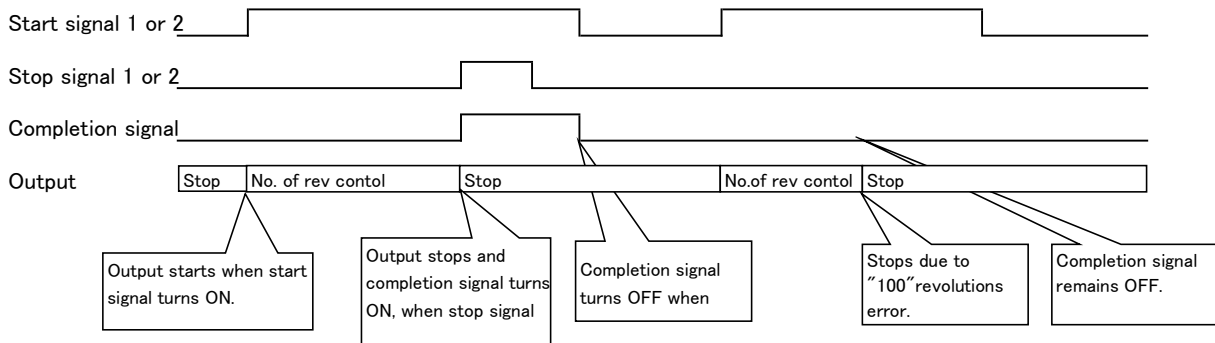 Start signal 1 or 2
Stop signal 1 or 2
Completion signal
Output
Stop
No. of rev contol
Stop
No.of rev contol
Stop
Output starts when start
signal turns ON.
Output stops and
completion signal turns
ON, when stop signal
Completion signal
turns OFF when
Stops due to
"100"revolutions
error.
Completion signal
remains OFF.